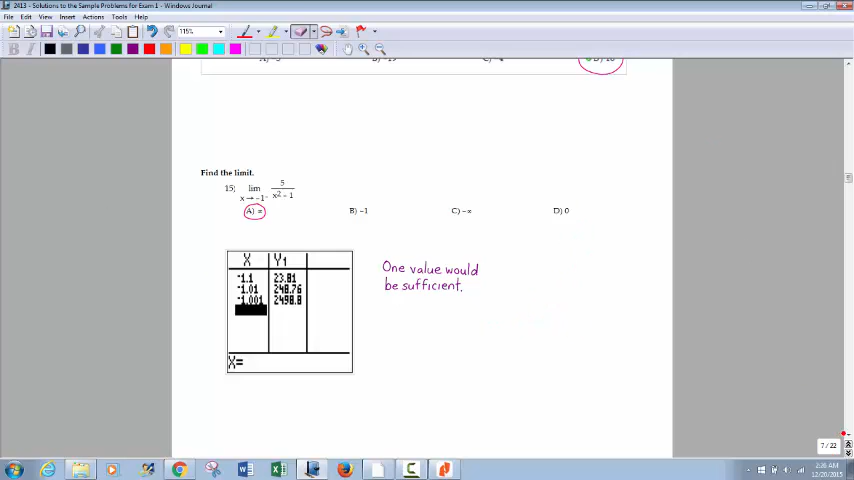 2413 - Solutions to the Sample Problems for Exam 1 - Windows Journal
File Edit View Insert Actions Tools Help
115%
B I
Find the limit.
15) lim 5
x → −1⁻ x² − 1
A) ∞ B) −1 C) −∞ D) 0
X Y₁
-1.1 23.81
-1.01 248.76
-1.001 2498.8
X=
One value would
be sufficient.
7 / 22
2:26 AM
12/20/2015